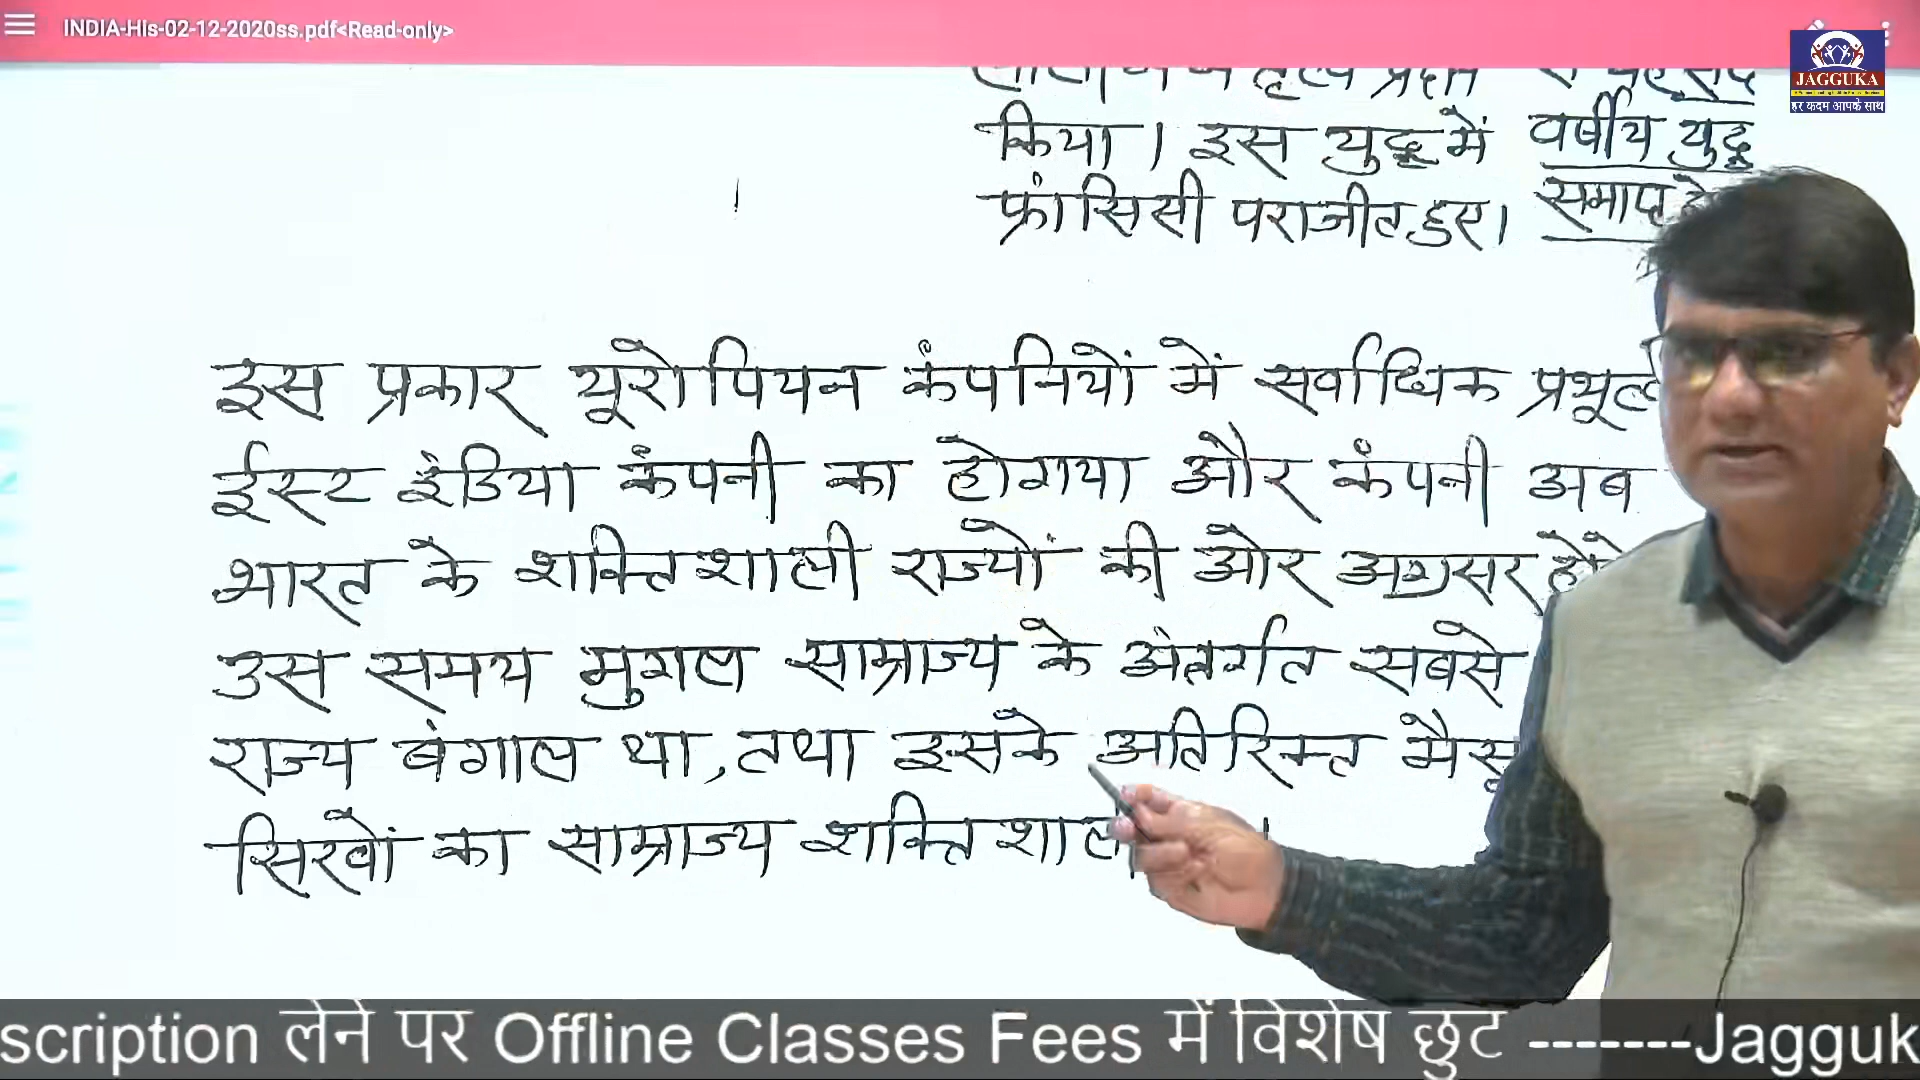 INDIA-His-02-12-2020ss.pdf<Read-only>
JAGGUKA
हर कदम आपके साथ
किया। इस युद्ध में
फ्रांसिसी पराजीत हुए।
वर्षीय युद्ध
समाप्त
इस प्रकार यूरोपियन कंपनियों में सर्वाधिक
ईस्ट इंडिया कंपनी का होगया और कंपनी अब
भारत के शक्तिशाली राज्यों की ओर अग्रसर
उस समय मुगल साम्राज्य के अंतर्गत सबसे
राज्य बंगाल था, तथा इसके अतिरिक्त
सिखों का साम्राज्य
scription लेने पर Offline Classes Fees में विशेष छुट -------Jagguk